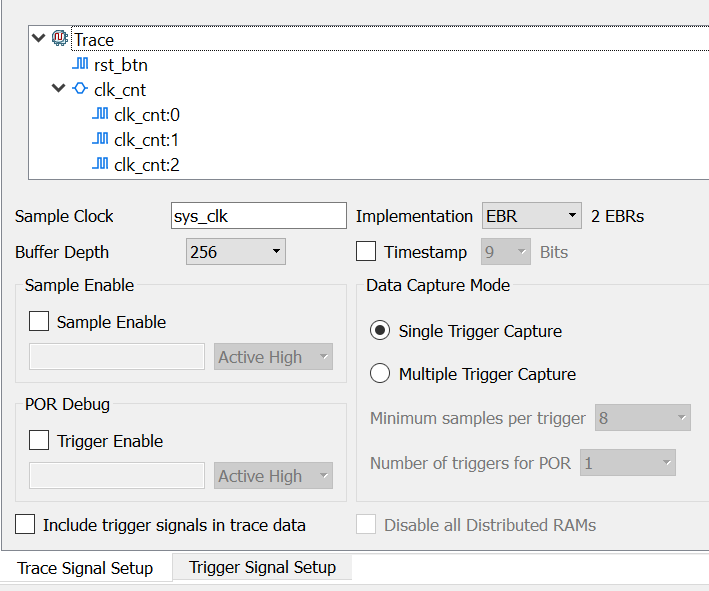 Trace
rst_btn
clk_cnt
clk_cnt:0
clk_cnt:1
clk_cnt:2
Sample Clock sys_clk Implementation EBR 2 EBRs
Buffer Depth 256 Timestamp 9 Bits
Sample Enable
Sample Enable
Active High
POR Debug
Trigger Enable
Active High
Data Capture Mode
Single Trigger Capture
Multiple Trigger Capture
Minimum samples per trigger 8
Number of triggers for POR 1
Include trigger signals in trace data Disable all Distributed RAMs
Trace Signal Setup Trigger Signal Setup